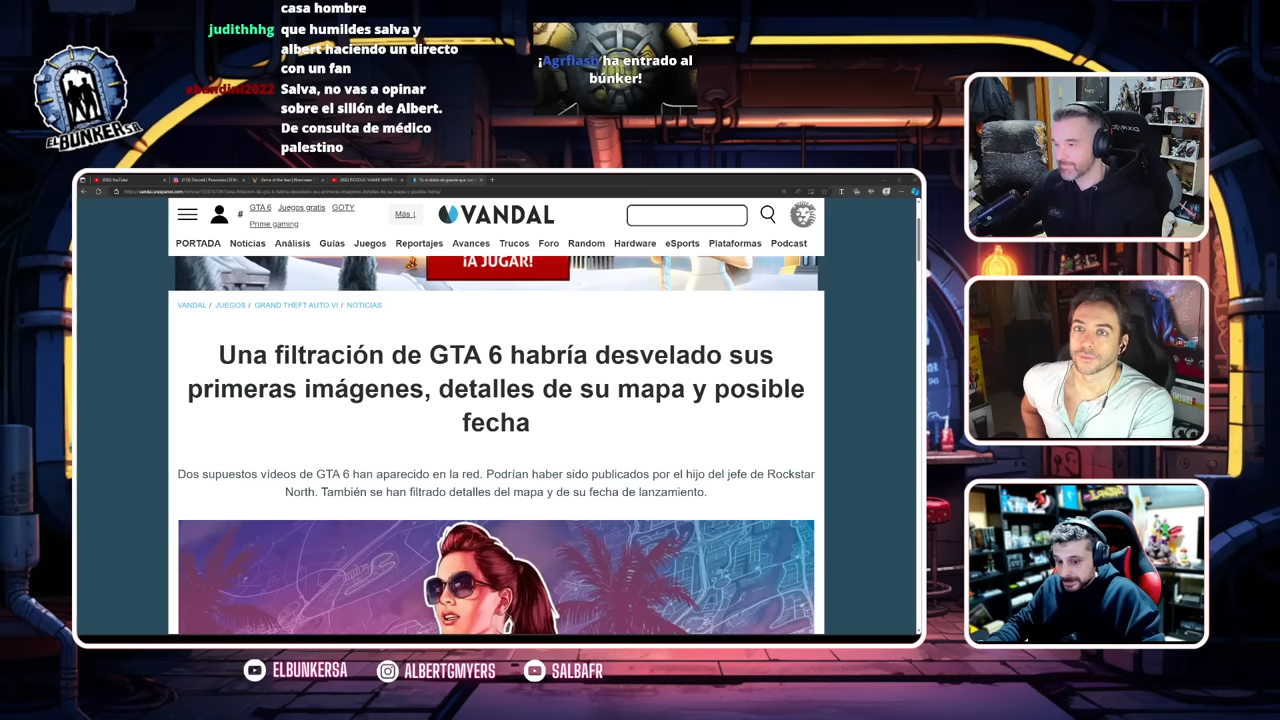 casa hombre
judithhhg que humildes salva y
albert haciendo un directo
con un fan
abundini2022 Salva, no vas a opinar
sobre el sillón de Albert.
De consulta de médico
palestino
¡Agrflash ha entrado al
búnker!
ELBUNKERSA
GTA 6 Juegos gratis GOTY
#
Prime gaming
Más ↓
VANDAL
PORTADA Noticias Análisis Guías Juegos Reportajes Avances Trucos Foro Random Hardware eSports Plataformas Podcast
¡A JUGAR!
VANDAL / JUEGOS / GRAND THEFT AUTO VI / NOTICIAS
Una filtración de GTA 6 habría desvelado sus
primeras imágenes, detalles de su mapa y posible
fecha
Dos supuestos vídeos de GTA 6 han aparecido en la red. Podrían haber sido publicados por el hijo del jefe de Rockstar
North. También se han filtrado detalles del mapa y de su fecha de lanzamiento.
ELBUNKERSA ALBERTGMYERS SALBAFR